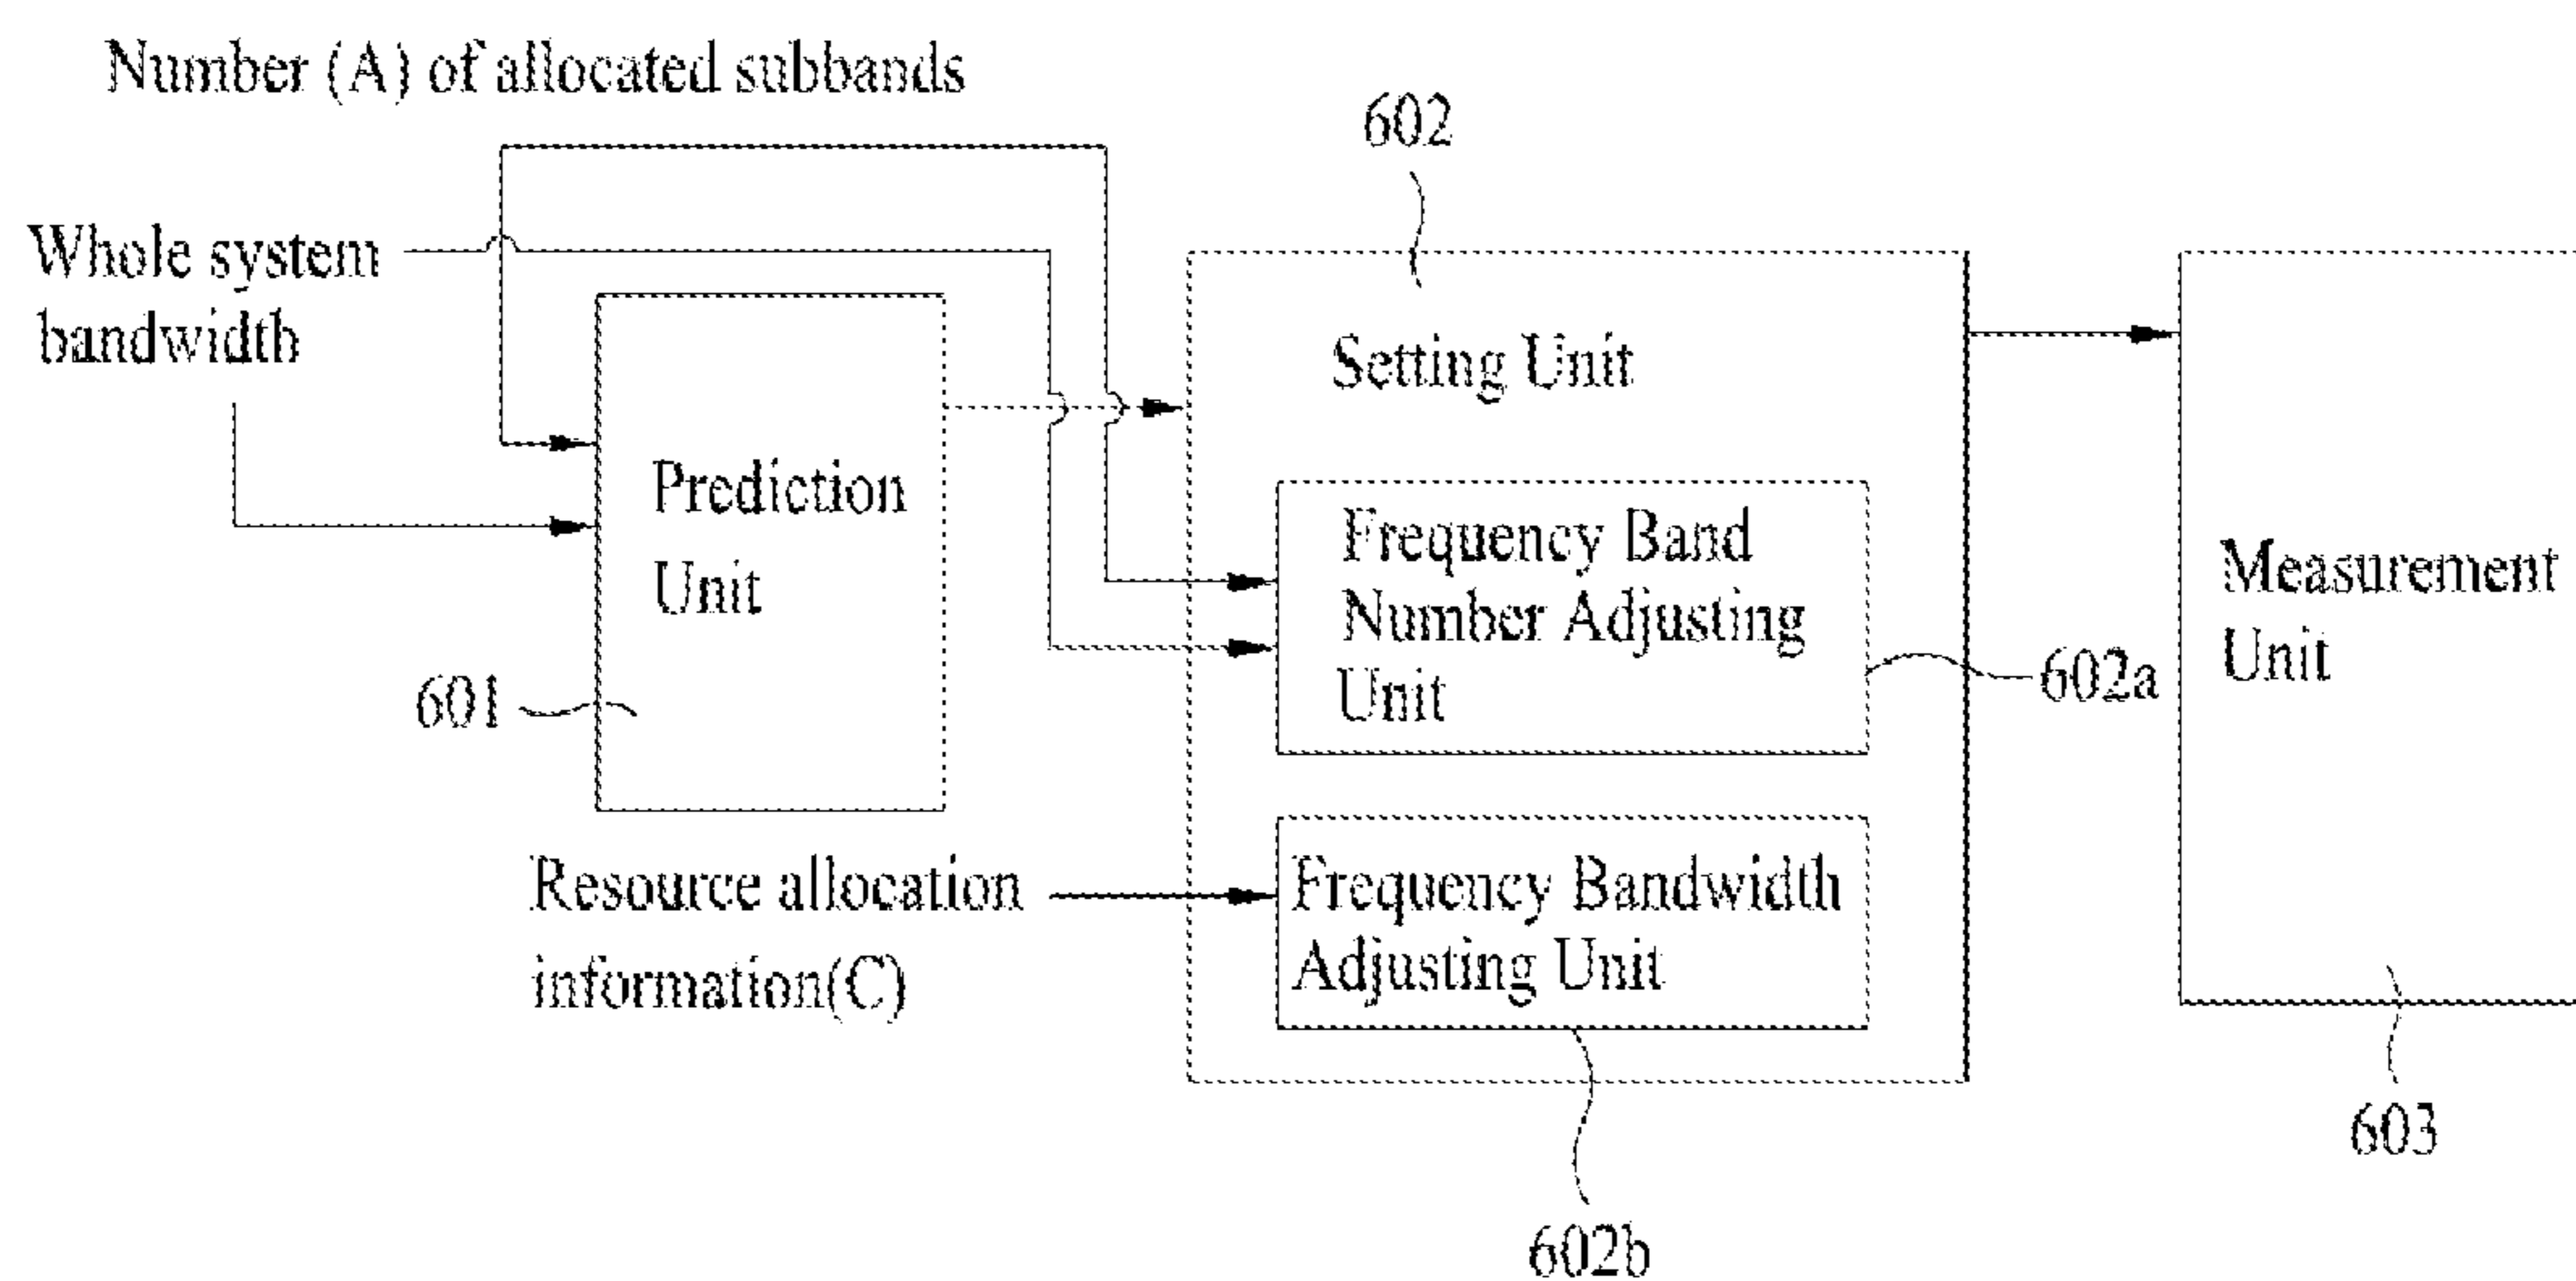 Number (A) of allocated subbands
602
Whole system
bandwidth
Setting Unit
Prediction
Unit
Frequency Band
Number Adjusting
Unit
Measurement
Unit
601
602a
Resource allocation
information(C)
Frequency Bandwidth
Adjusting Unit
603
602b